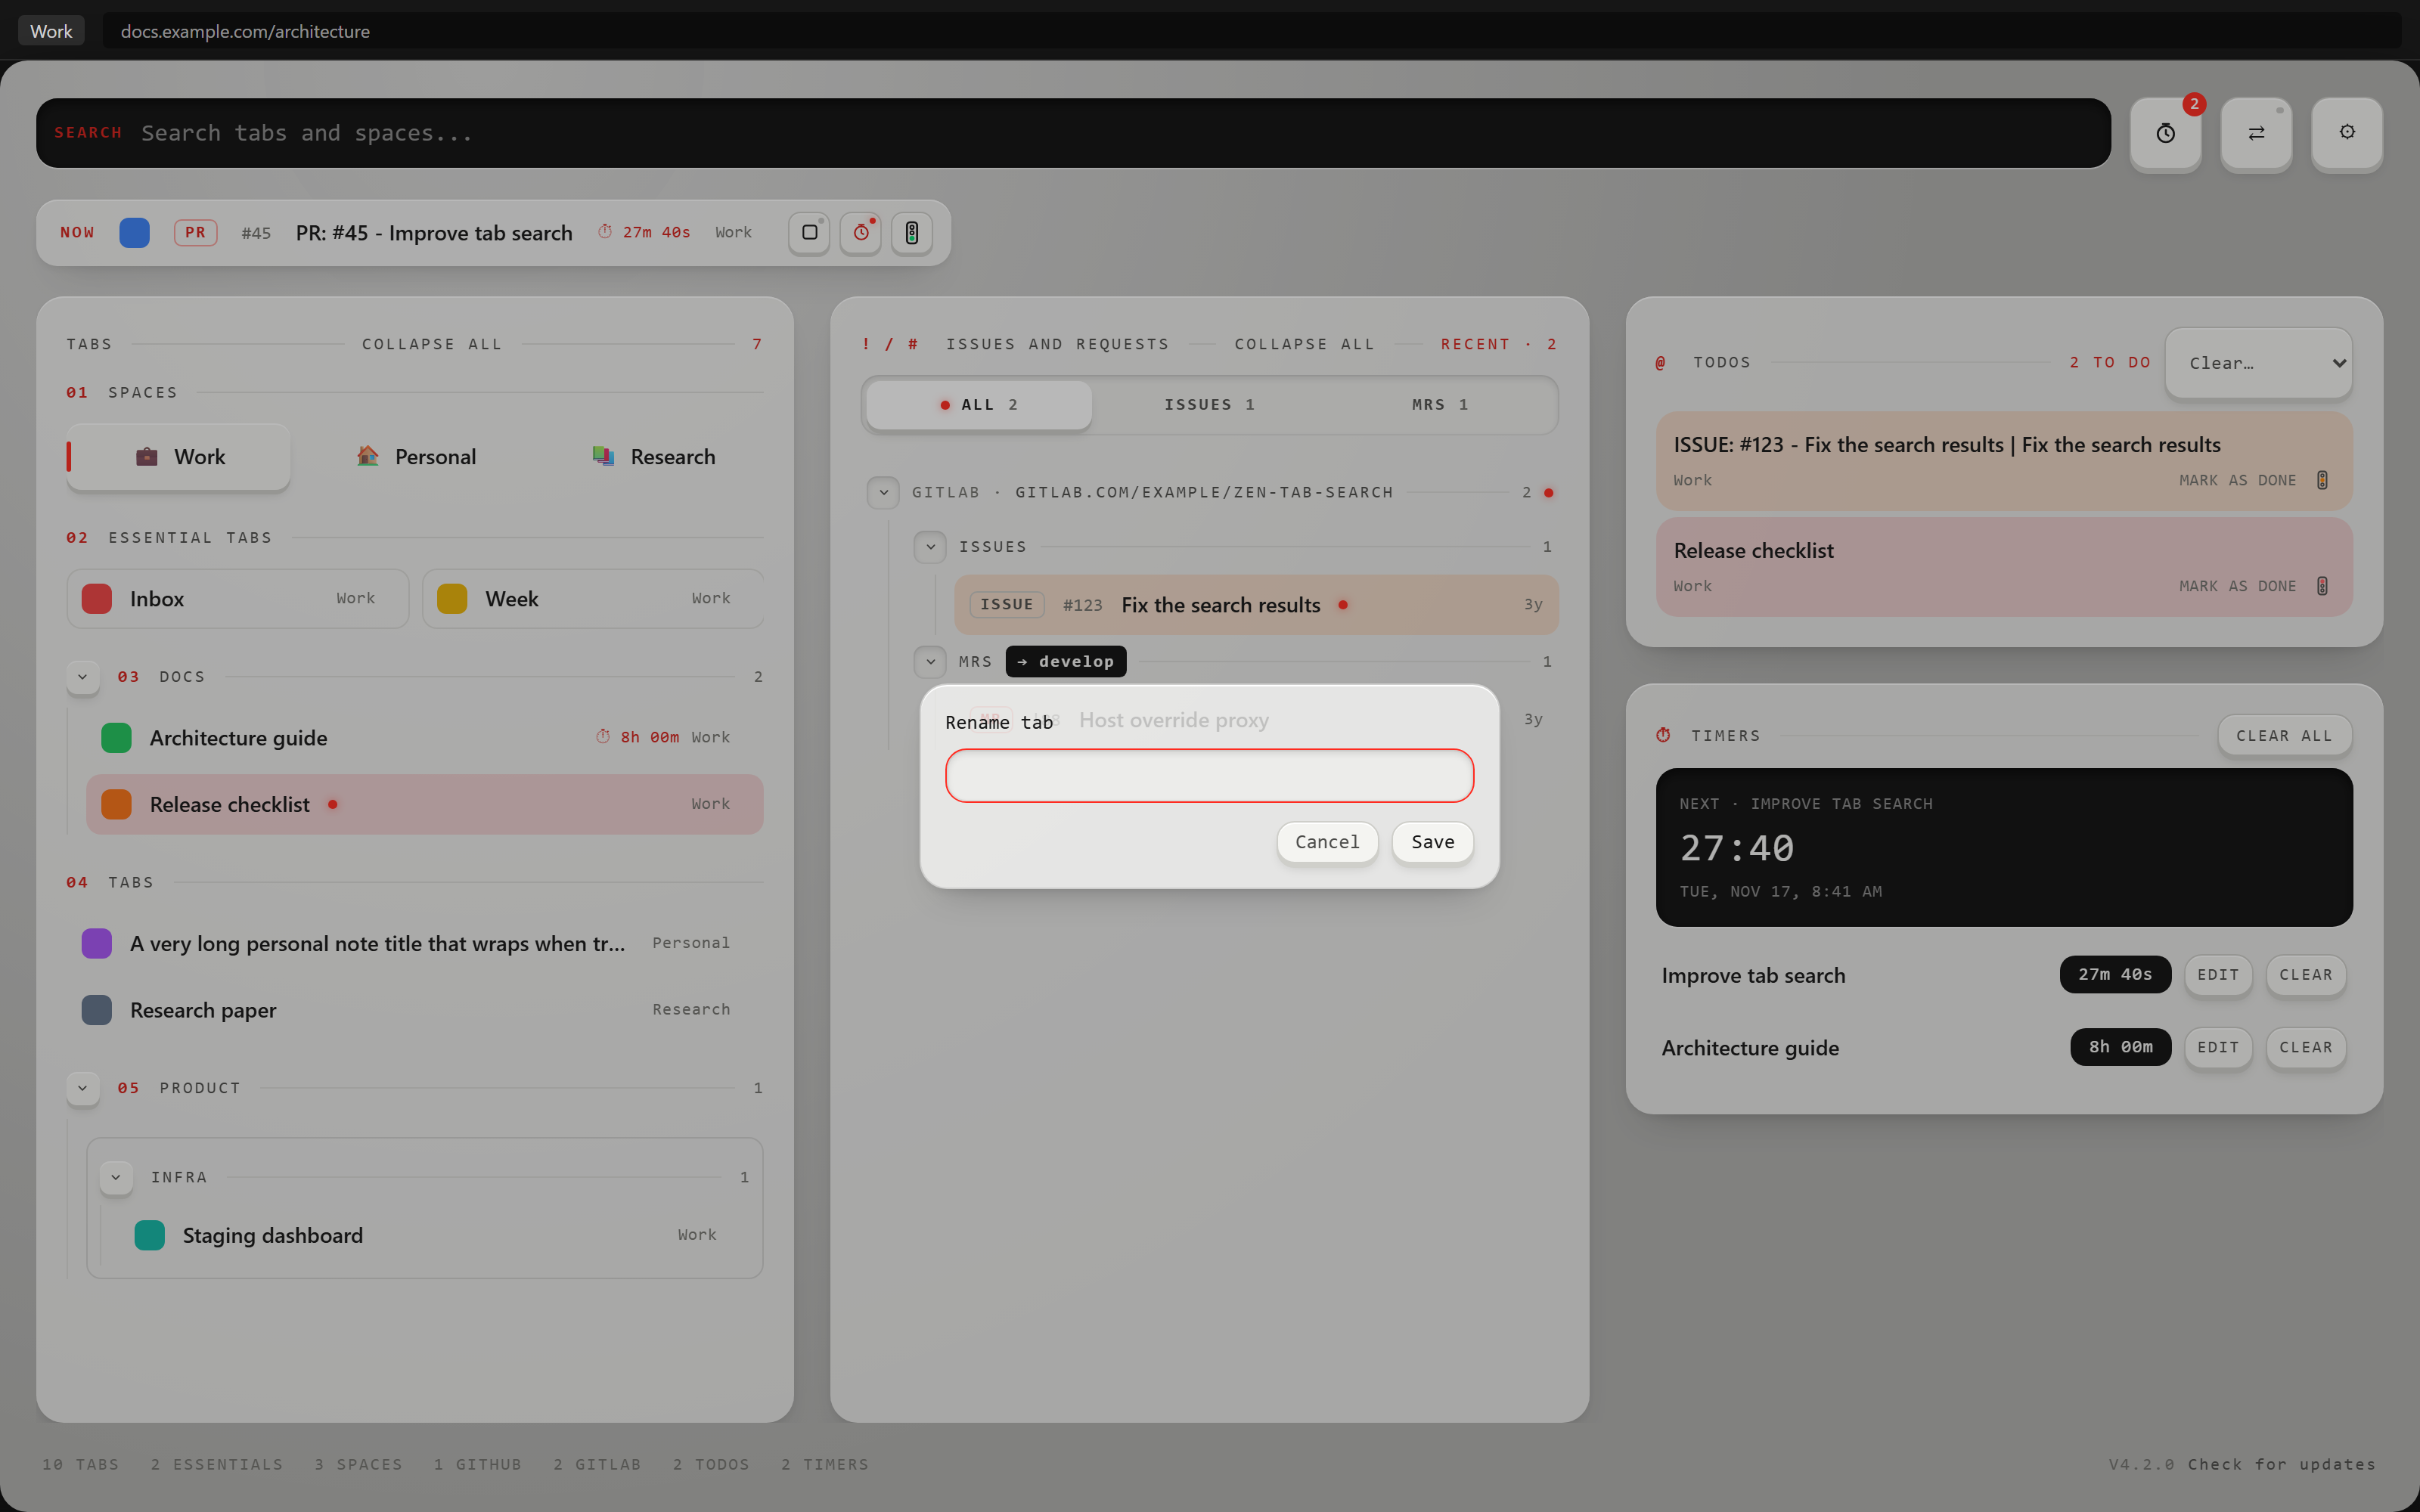 Work docs.example.com/architecture
SEARCH Search tabs and spaces... 2
NOW PR #45 PR: #45 - Improve tab search 27m 40s Work
TABS COLLAPSE ALL 7
01 SPACES
Work Personal Research
02 ESSENTIAL TABS
Inbox Work Week Work
03 DOCS 2
Architecture guide 8h 00m Work
Release checklist Work
04 TABS
A very long personal note title that wraps when tr... Personal
Research paper Research
05 PRODUCT 1
INFRA 1
Staging dashboard Work
! / # ISSUES AND REQUESTS COLLAPSE ALL RECENT · 2
ALL 2 ISSUES 1 MRS 1
GITLAB · GITLAB.COM/EXAMPLE/ZEN-TAB-SEARCH 2
ISSUES 1
ISSUE #123 Fix the search results 3y
MRS → develop 1
Host override proxy 3y
Rename tab
Cancel Save
@ TODOS 2 TO DO Clear…
ISSUE: #123 - Fix the search results | Fix the search results
Work MARK AS DONE
Release checklist
Work MARK AS DONE
TIMERS CLEAR ALL
NEXT · IMPROVE TAB SEARCH
27:40
TUE, NOV 17, 8:41 AM
Improve tab search 27m 40s EDIT CLEAR
Architecture guide 8h 00m EDIT CLEAR
10 TABS 2 ESSENTIALS 3 SPACES 1 GITHUB 2 GITLAB 2 TODOS 2 TIMERS V4.2.0 Check for updates